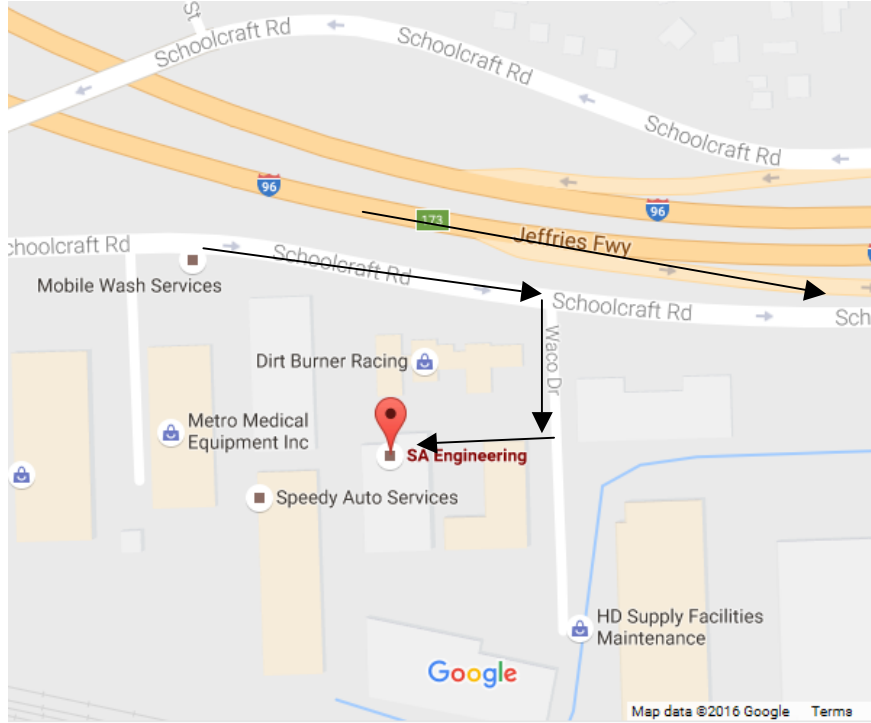 St
Schoolcraft Rd
Schoolcraft Rd
Schoolcraft Rd
96
96
173
Jeffries Fwy
choolcraft Rd
Schoolcraft Rd
Mobile Wash Services
Schoolcraft Rd
Sch
Waco Dr
Dirt Burner Racing
Metro Medical
Equipment Inc
SA Engineering
Speedy Auto Services
HD Supply Facilities
Maintenance
Google
Map data ©2016 Google Terms